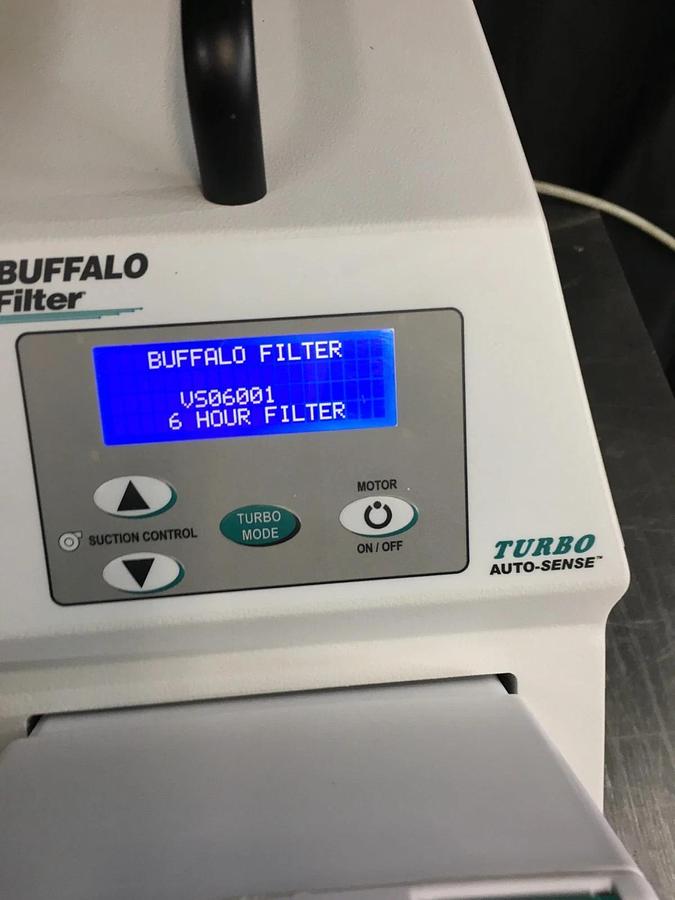 BUFFALO
Filter
BUFFALO FILTER
VS06001
6 HOUR FILTER
MOTOR
TURBO
MODE
SUCTION CONTROL
ON / OFF
TURBO
AUTO-SENSE™